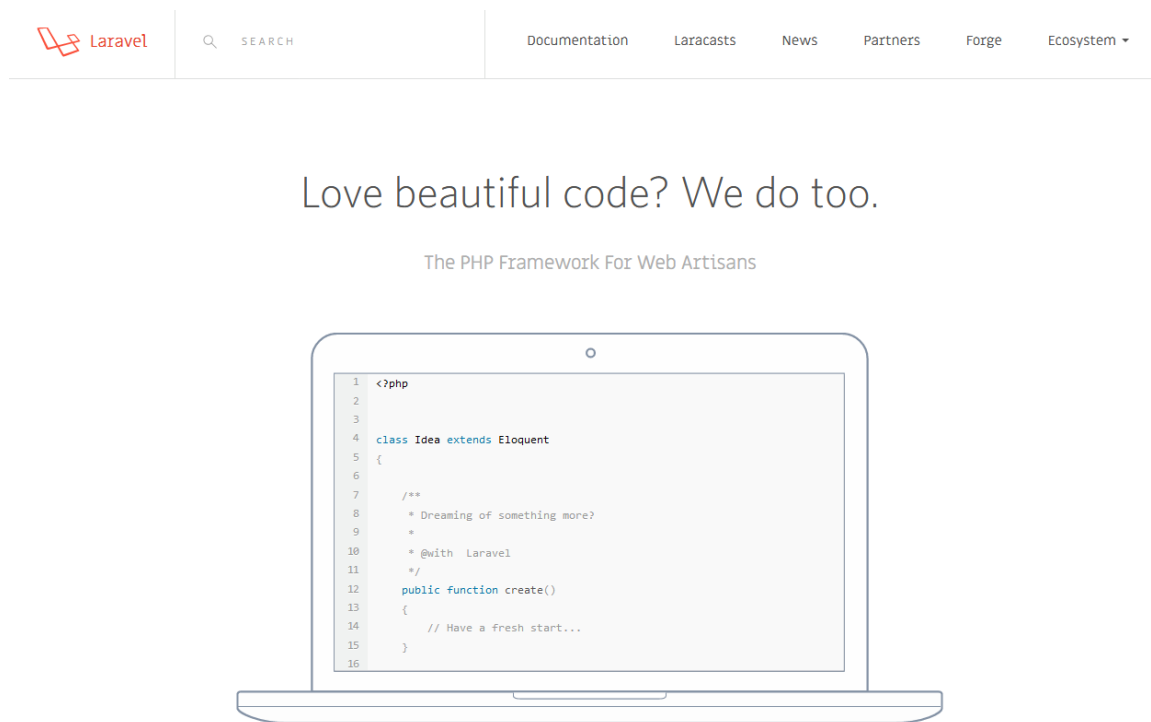 Laravel SEARCH Documentation Laracasts News Partners Forge Ecosystem
Love beautiful code? We do too.
The PHP Framework For Web Artisans
1 <?php
2
3
4 class Idea extends Eloquent
5 {
6
7 /**
8 * Dreaming of something more?
9 *
10 * @with  Laravel
11 */
12 public function create()
13 {
14 // Have a fresh start...
15 }
16